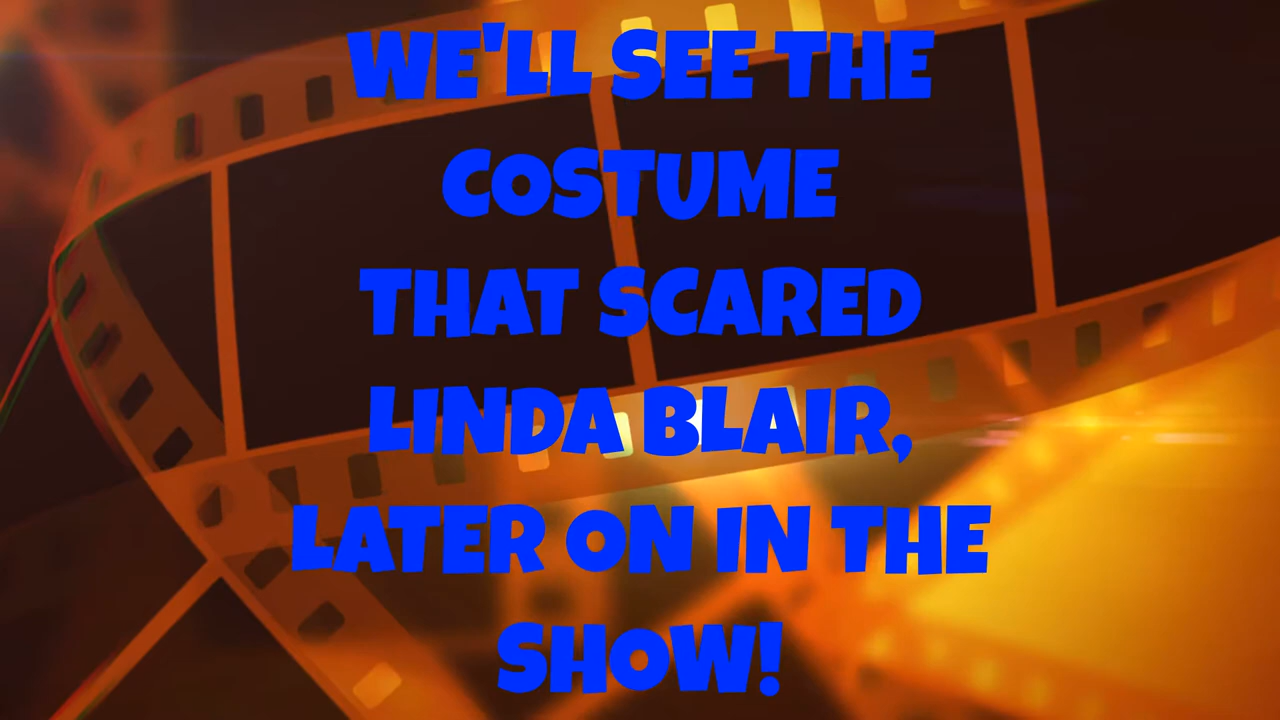 WE'LL SEE THE
COSTUME
THAT SCARED
LINDA BLAIR,
LATER ON IN THE
SHOW!